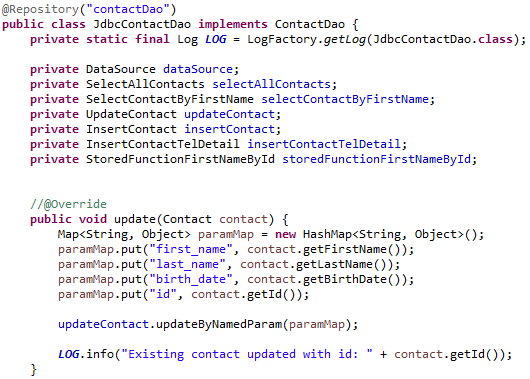 @Repository("contactDao")
public class JdbcContactDao implements ContactDao {
    private static final Log LOG = LogFactory.getLog(JdbcContactDao.class);

    private DataSource dataSource;
    private SelectAllContacts selectAllContacts;
    private SelectContactByFirstName selectContactByFirstName;
    private UpdateContact updateContact;
    private InsertContact insertContact;
    private InsertContactTelDetail insertContactTelDetail;
    private StoredFunctionFirstNameById storedFunctionFirstNameById;


    //@Override
    public void update(Contact contact) {
        Map<String, Object> paramMap = new HashMap<String, Object>();
        paramMap.put("first_name", contact.getFirstName());
        paramMap.put("last_name", contact.getLastName());
        paramMap.put("birth_date", contact.getBirthDate());
        paramMap.put("id", contact.getId());

        updateContact.updateByNamedParam(paramMap);

        LOG.info("Existing contact updated with id: " + contact.getId());
    }